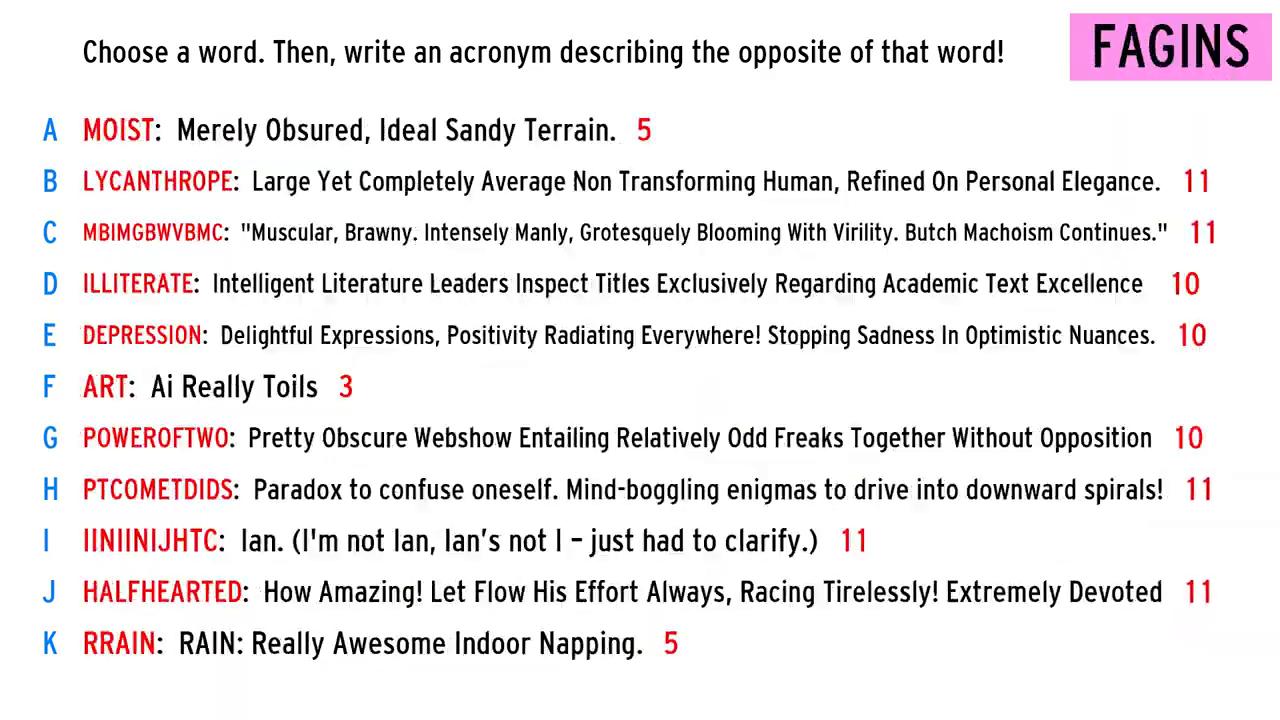 Choose a word. Then, write an acronym describing the opposite of that word!
FAGINS
A MOIST: Merely Obsured, Ideal Sandy Terrain. 5
B LYCANTHROPE: Large Yet Completely Average Non Transforming Human, Refined On Personal Elegance. 11
C MBIMGBWVBMC: "Muscular, Brawny. Intensely Manly, Grotesquely Blooming With Virility. Butch Machoism Continues." 11
D ILLITERATE: Intelligent Literature Leaders Inspect Titles Exclusively Regarding Academic Text Excellence 10
E DEPRESSION: Delightful Expressions, Positivity Radiating Everywhere! Stopping Sadness In Optimistic Nuances. 10
F ART: Ai Really Toils 3
G POWEROFTWO: Pretty Obscure Webshow Entailing Relatively Odd Freaks Together Without Opposition 10
H PTCOMETDIDS: Paradox to confuse oneself. Mind-boggling enigmas to drive into downward spirals! 11
I IINIINIJHTC: Ian. (I'm not Ian, Ian’s not I – just had to clarify.) 11
J HALFHEARTED: How Amazing! Let Flow His Effort Always, Racing Tirelessly! Extremely Devoted 11
K RRAIN: RAIN: Really Awesome Indoor Napping. 5